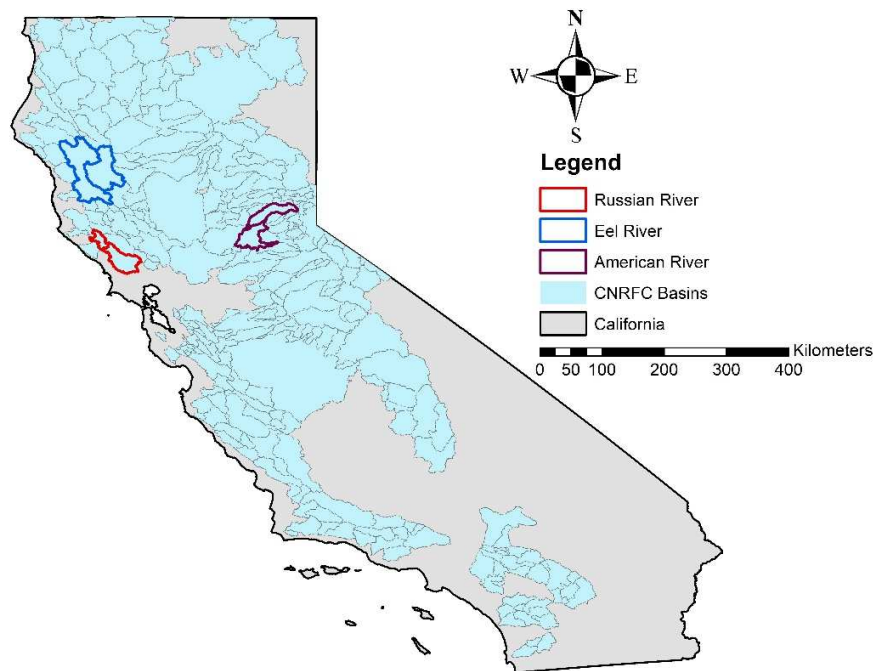 N
W E
S
Legend
Russian River
Eel River
American River
CNRFC Basins
California
Kilometers
0 50 100 200 300 400